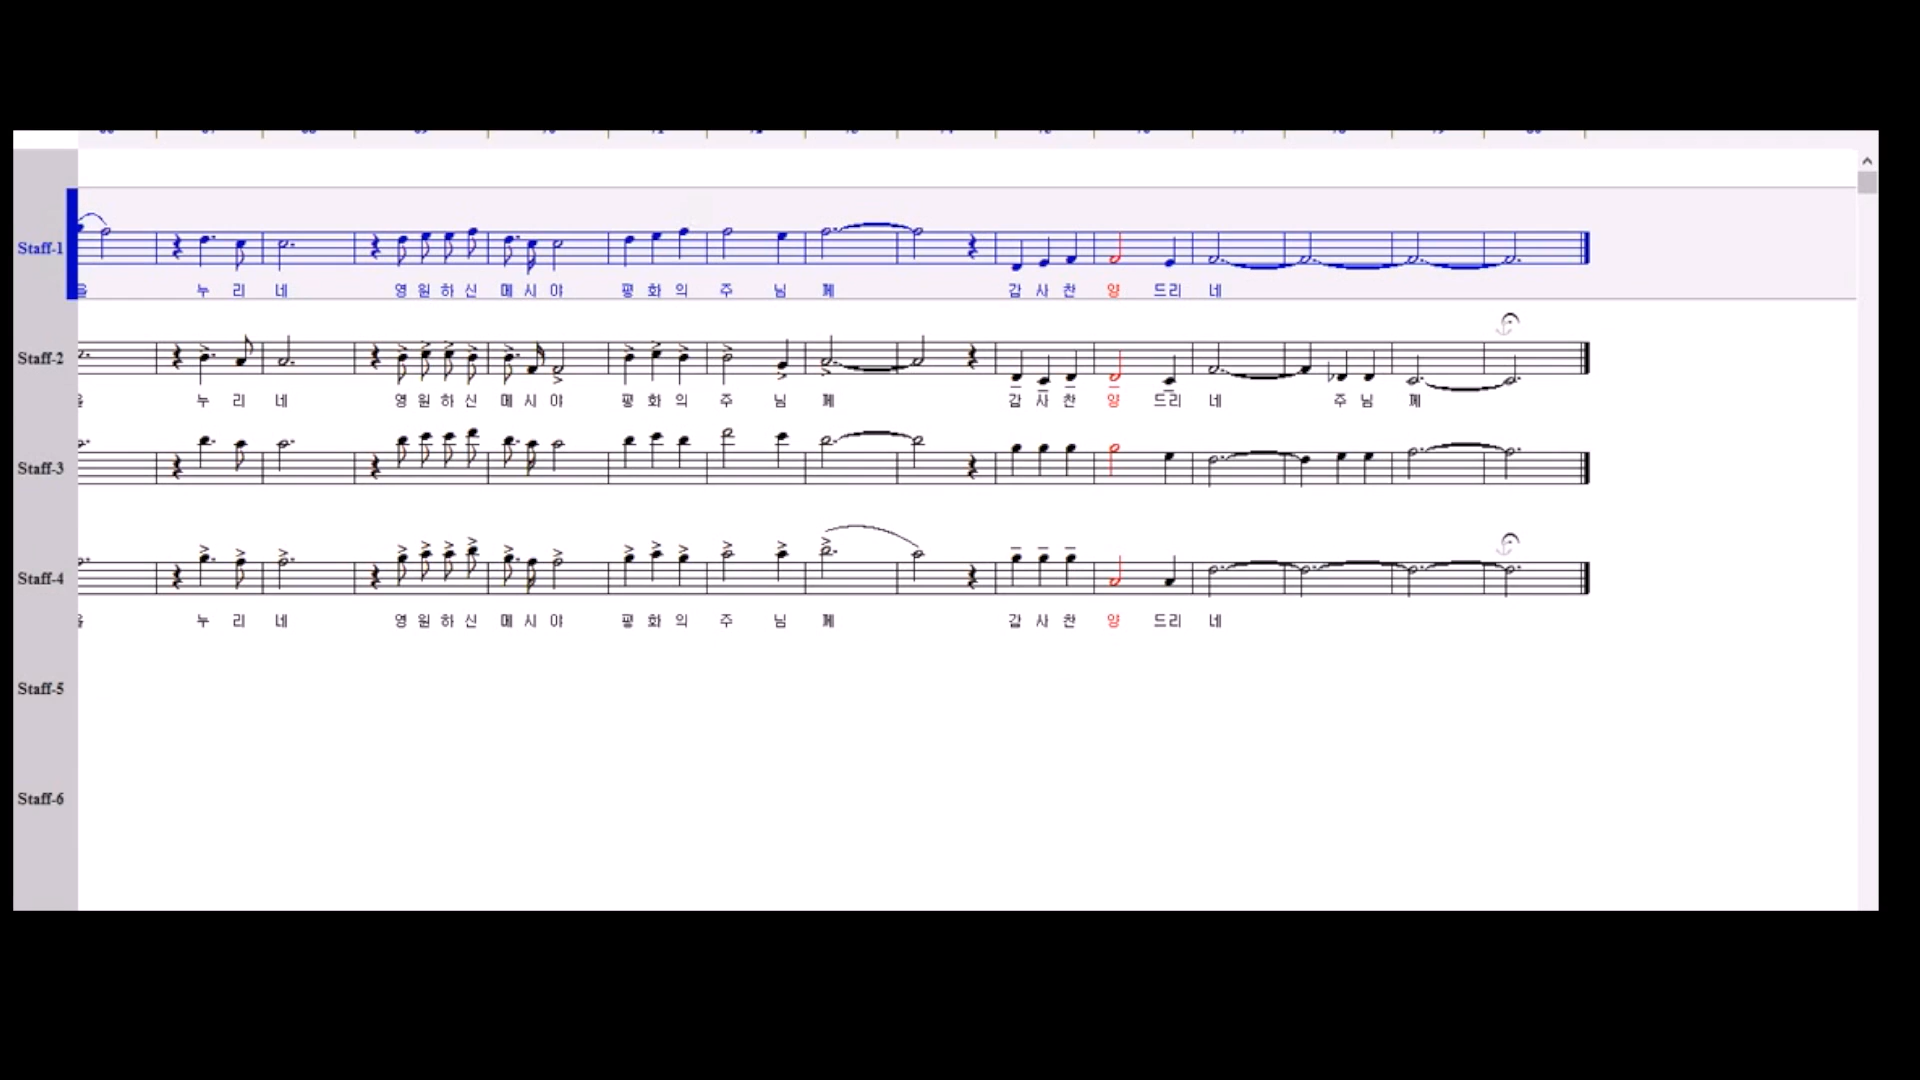 Staff-1
누 리 네 영 원 하 신 메 시 야 평 화 의 주 님 께 감 사 찬 양 드리 네
Staff-2
누 리 네 영 원 하 신 메 시 야 평 화 의 주 님 께 감 사 찬 양 드리 네 주 님 께
Staff-3
Staff-4
누 리 네 영 원 하 신 메 시 야 평 화 의 주 님 께 감 사 찬 양 드리 네
Staff-5
Staff-6